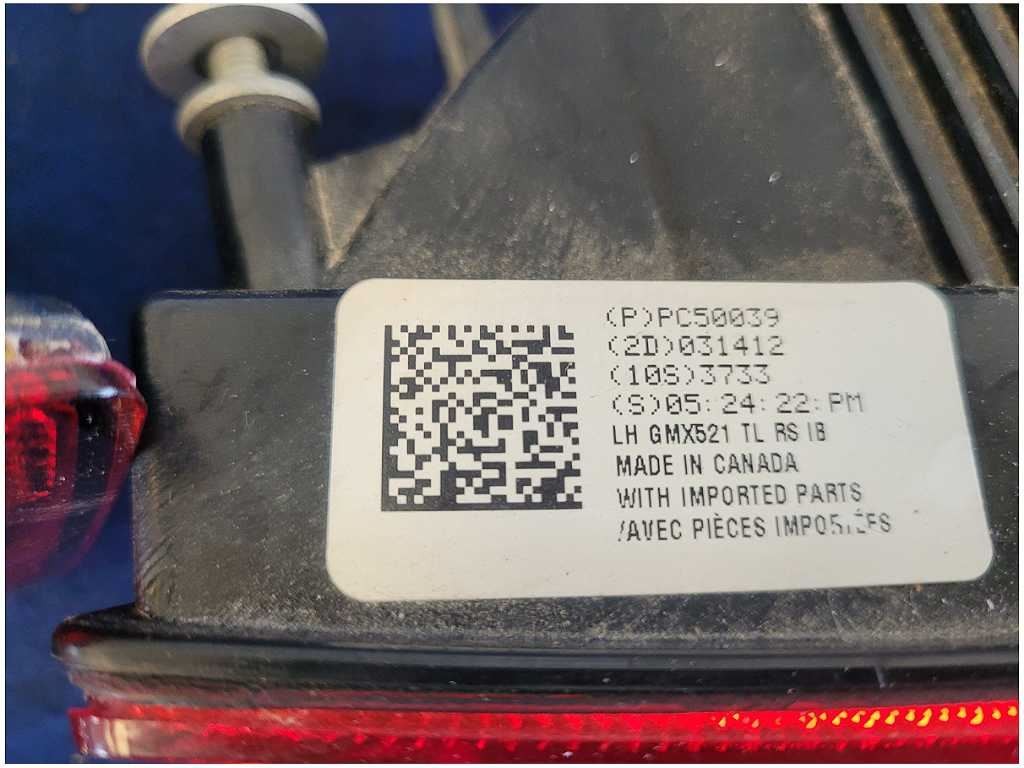 (P)PC50039
(2D)031412
(10S)3733
(S)05:24:22:PM
LH GMX521 TL RS IB
MADE IN CANADA
WITH IMPORTED PARTS
/AVEC PIÈCES